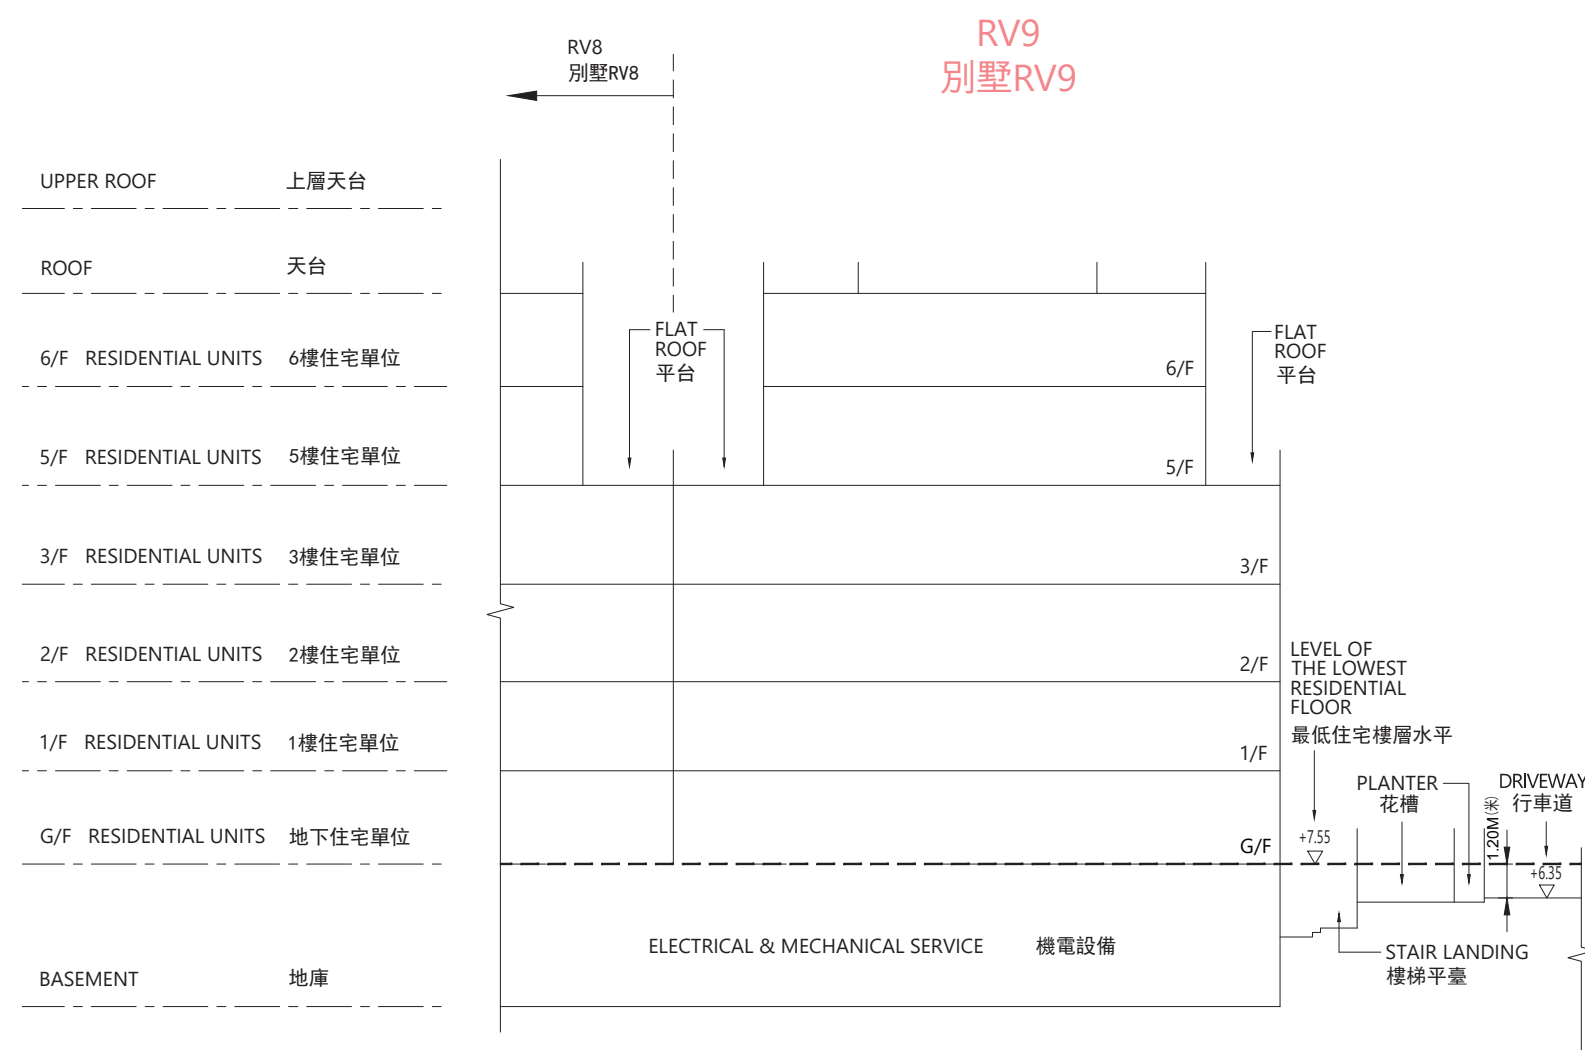 RV9
別墅RV9
RV8
別墅RV8
UPPER ROOF 上層天台
ROOF 天台
6/F RESIDENTIAL UNITS 6樓住宅單位
5/F RESIDENTIAL UNITS 5樓住宅單位
3/F RESIDENTIAL UNITS 3樓住宅單位
2/F RESIDENTIAL UNITS 2樓住宅單位
1/F RESIDENTIAL UNITS 1樓住宅單位
G/F RESIDENTIAL UNITS 地下住宅單位
BASEMENT 地庫
FLAT
ROOF
平台
6/F
5/F
FLAT
ROOF
平台
3/F
2/F
1/F
G/F
ELECTRICAL & MECHANICAL SERVICE 機電設備
LEVEL OF
THE LOWEST
RESIDENTIAL
FLOOR
最低住宅樓層水平
+7.55
PLANTER
花槽
1.20M(米)
DRIVEWAY
行車道
+6.35
STAIR LANDING
樓梯平臺